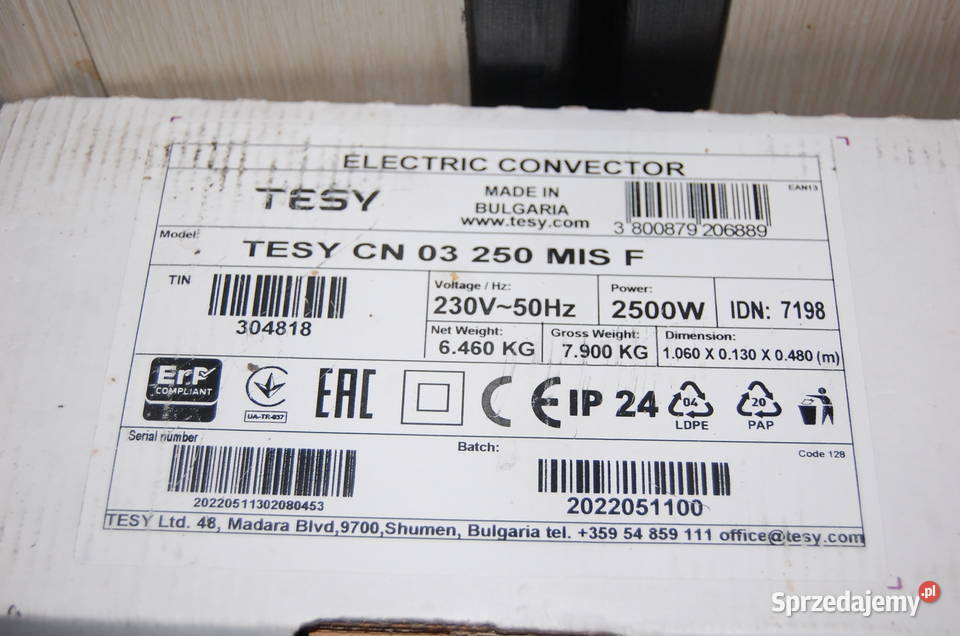 ELECTRIC CONVECTOR
TESY
MADE IN
BULGARIA
www.tesy.com
EAN13
3 800879 206889
Model:
TESY CN 03 250 MIS F
TIN
304818
Voltage / Hz:
230V~50Hz
Power:
2500W
IDN: 7198
Net Weight:
6.460 KG
Gross Weight:
7.900 KG
Dimension:
1.060 X 0.130 X 0.480 (m)
ErP
COMPLIANT
UA-TR-037
EAC
CE
IP 24
04
LDPE
20
PAP
Serial number
20220511302080453
Batch:
2022051100
Code 128
TESY Ltd. 48, Madara Blvd,9700,Shumen, Bulgaria tel. +359 54 859 111 office@tesy.com
Sprzedajemy.pl